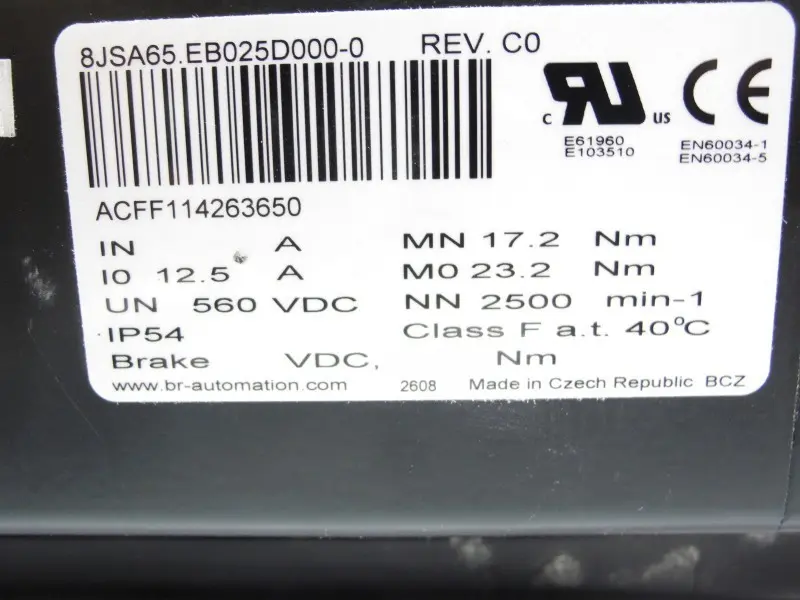 8JSA65.EB025D000-0 REV. C0
c RU us CE
E61960 EN60034-1
E103510 EN60034-5
ACFF114263650
IN A MN 17.2 Nm
I0 12.5 A M0 23.2 Nm
UN 560 VDC NN 2500 min-1
IP54 Class F a.t. 40°C
Brake VDC, Nm
www.br-automation.com 2608 Made in Czech Republic BCZ